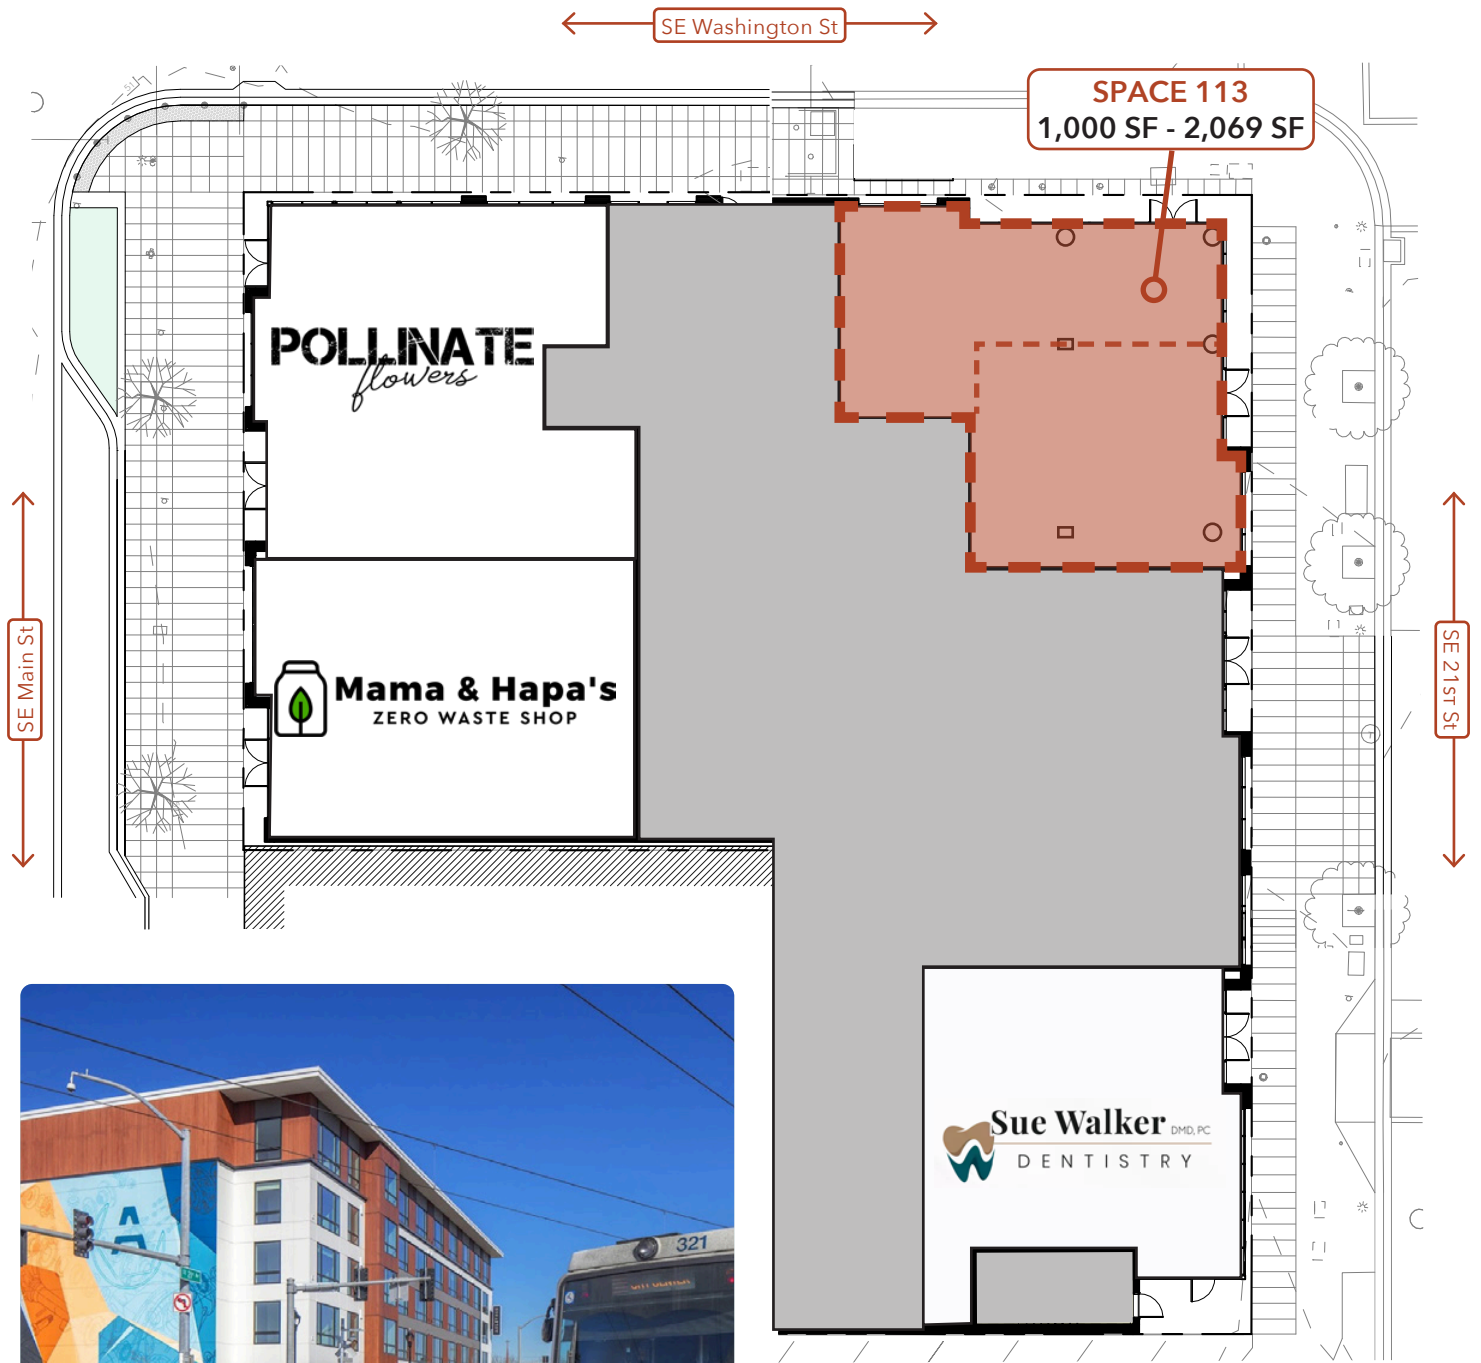 SE Washington St
SPACE 113
1,000 SF - 2,069 SF
POLLINATE
flowers
SE Main St
Mama & Hapa's
ZERO WASTE SHOP
SE 21ST St
Sue Walker DMD, PC
DENTISTRY
321